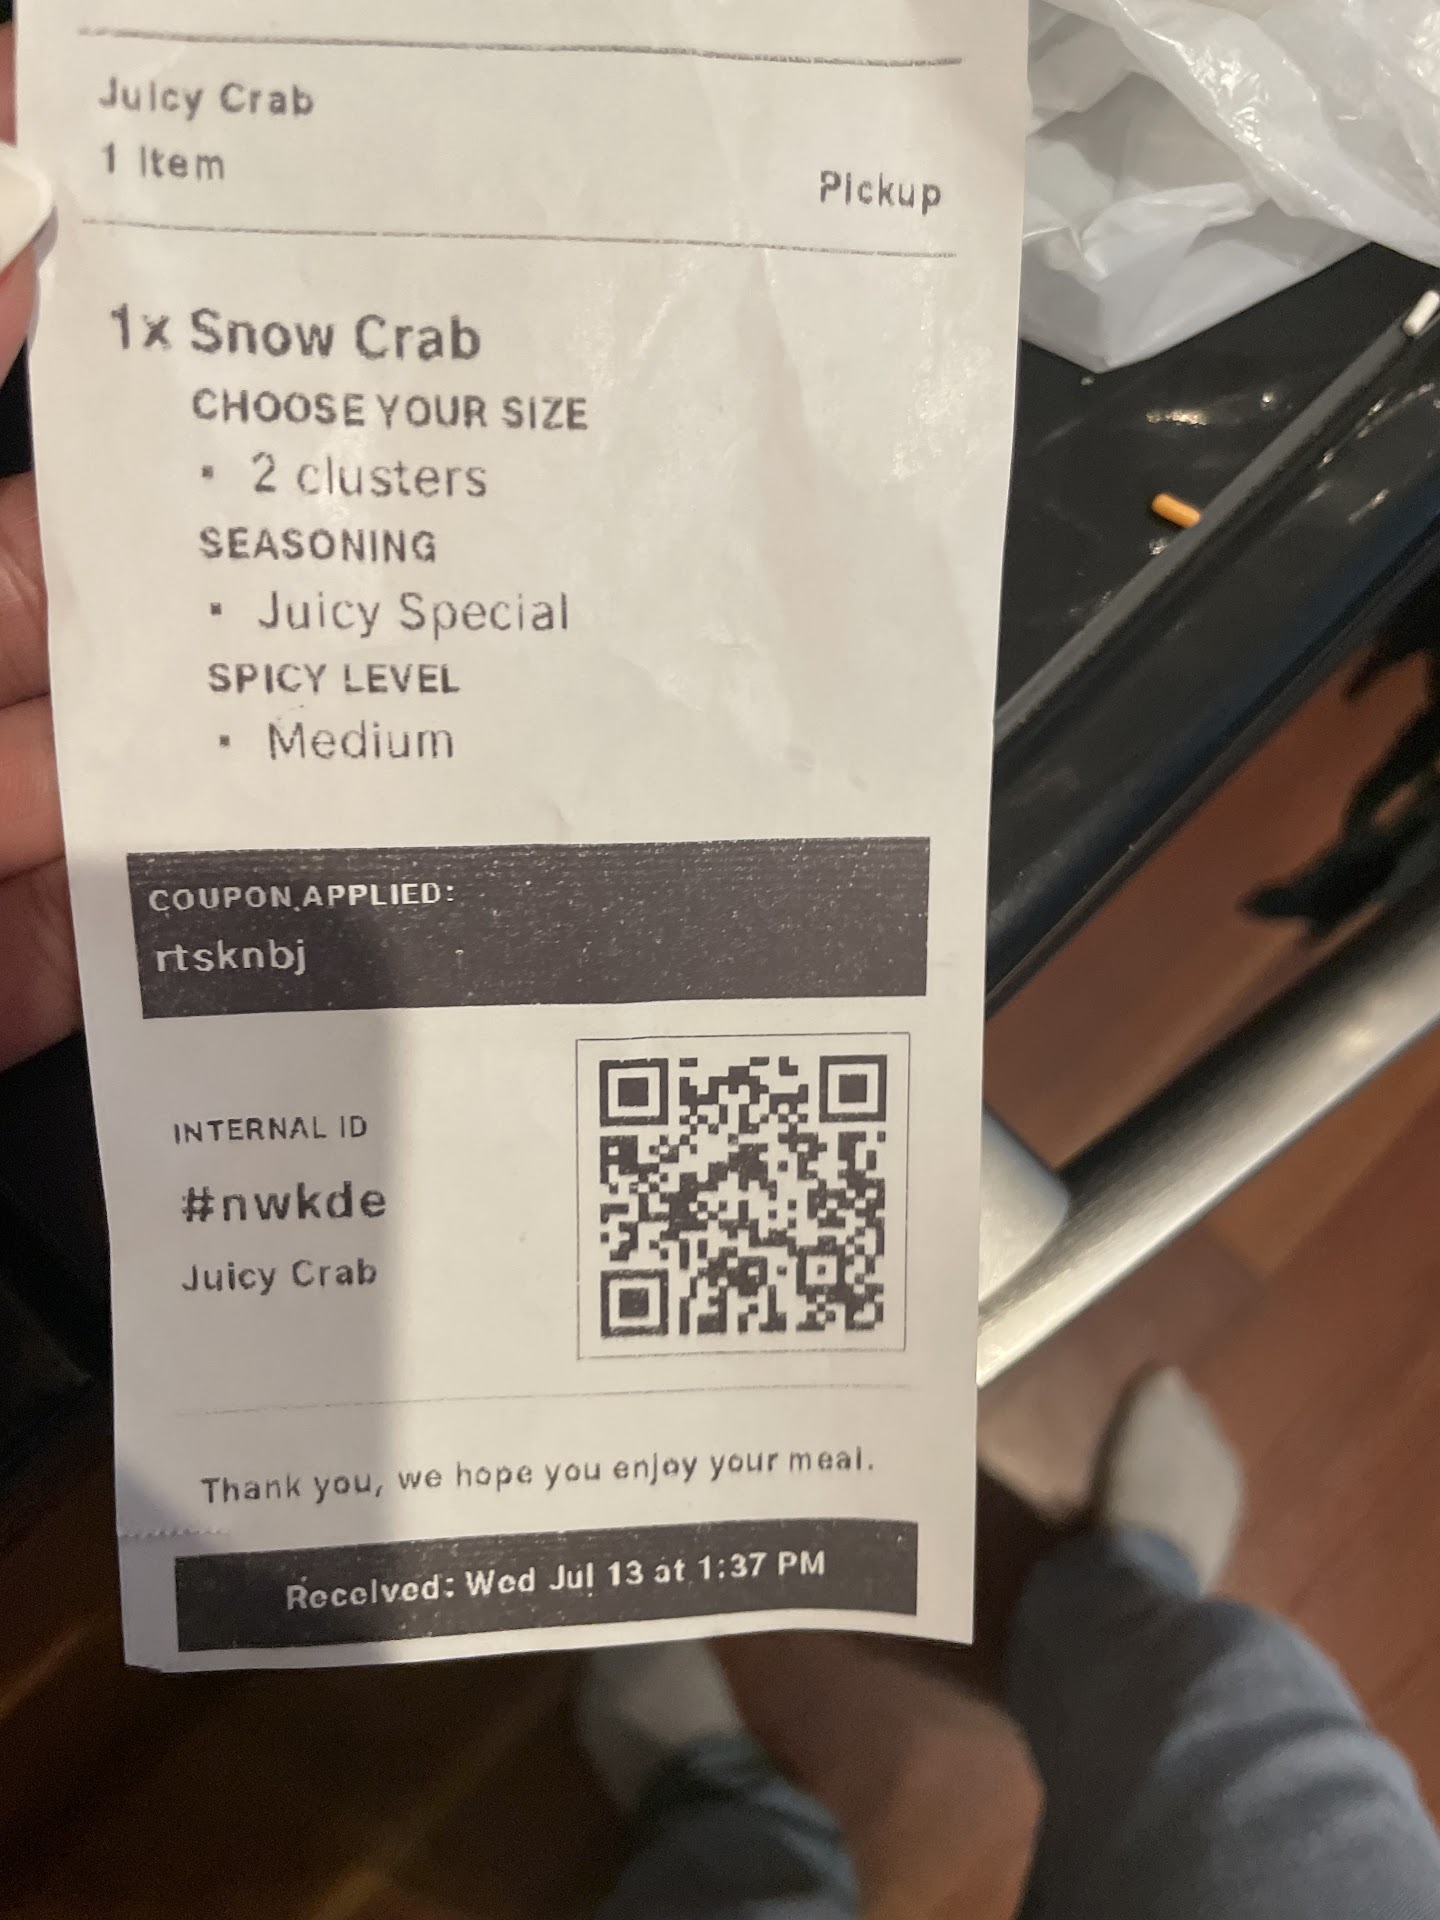 Juicy Crab
1 Item
Pickup
1x Snow Crab
CHOOSE YOUR SIZE
▪ 2 clusters
SEASONING
▪ Juicy Special
SPICY LEVEL
▪ Medium
COUPON APPLIED:
rtsknbj
INTERNAL ID
#nwkde
Juicy Crab
Thank you, we hope you enjoy your meal.
Received: Wed Jul 13 at 1:37 PM